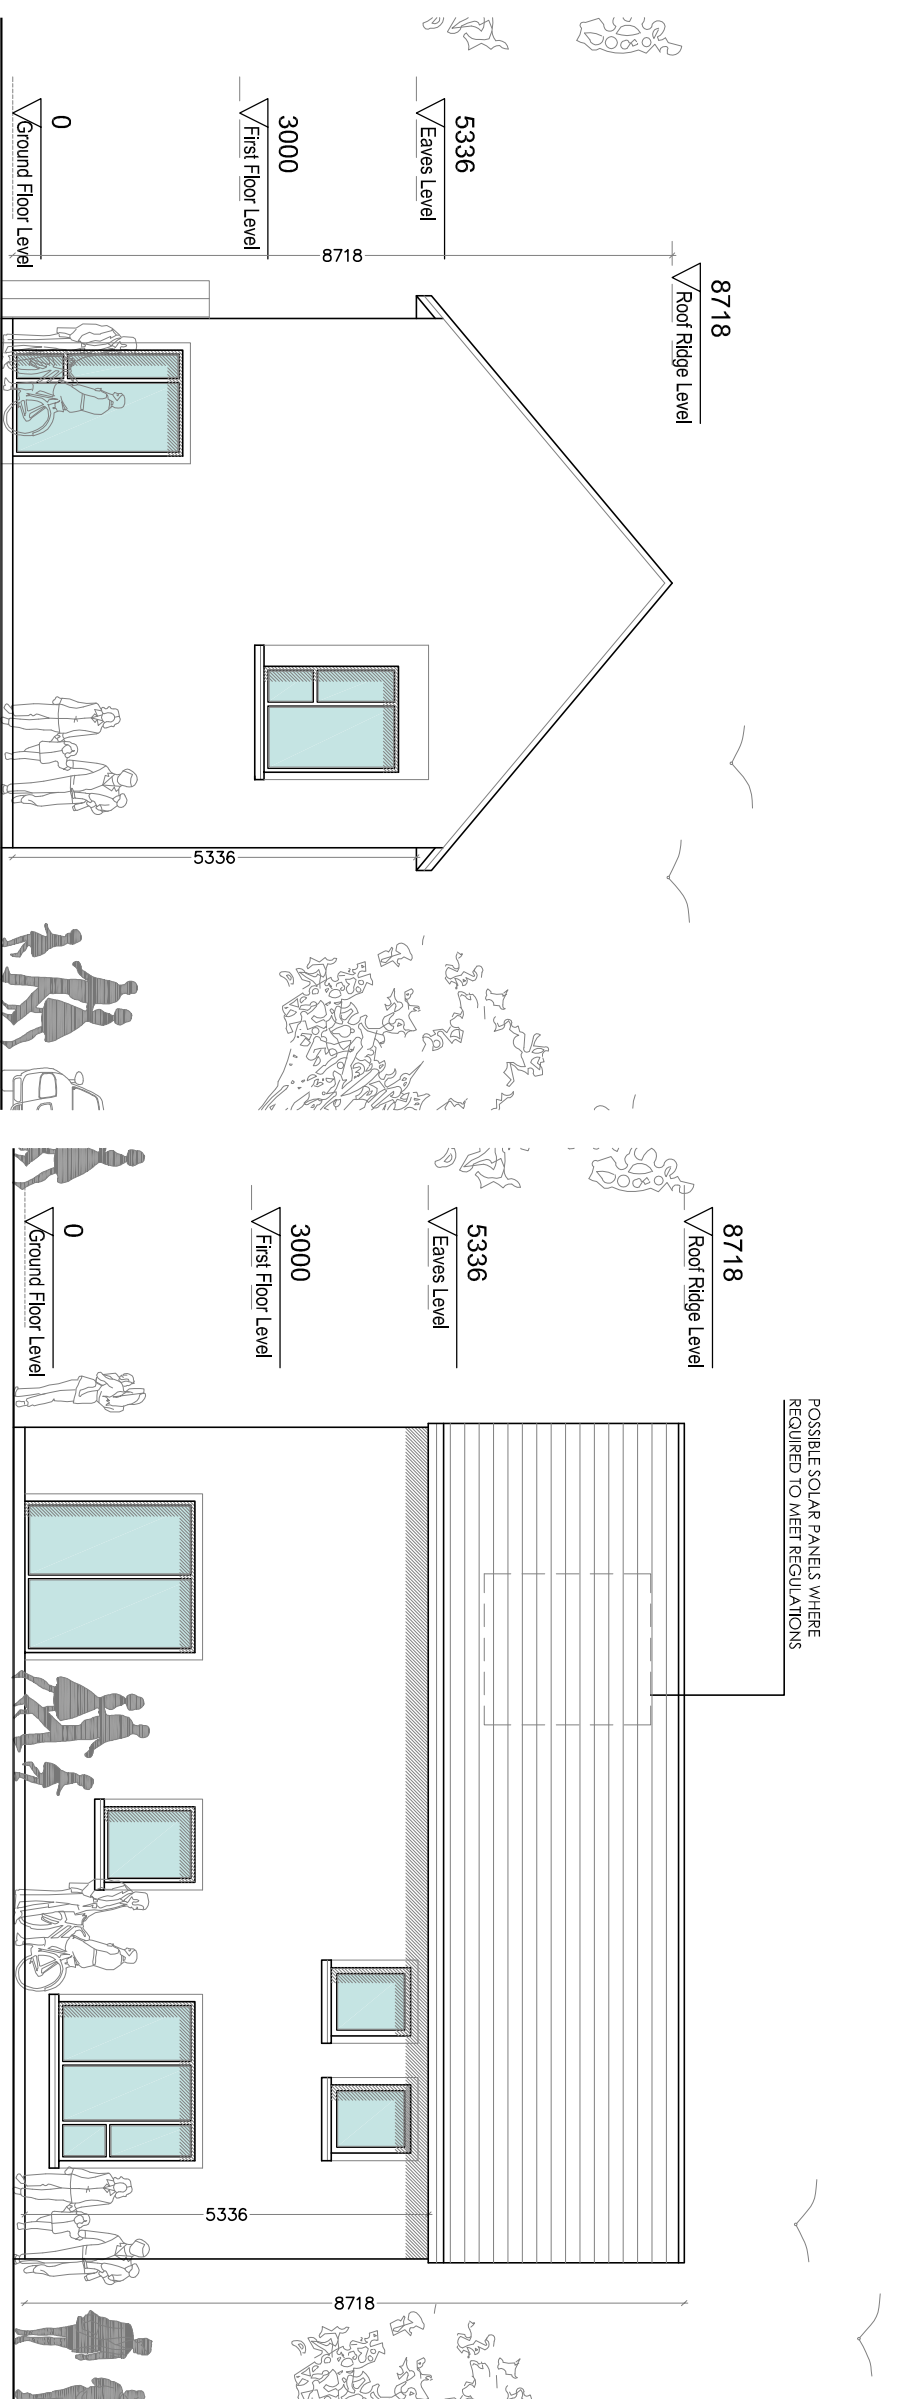 8718
Roof Ridge Level
5336
Eaves Level
3000
First Floor Level
0
Ground Floor Level
8718
5336
POSSIBLE SOLAR PANELS WHERE
REQUIRED TO MEET REGULATIONS
8718
Roof Ridge Level
5336
Eaves Level
3000
First Floor Level
0
Ground Floor Level
5336
8718